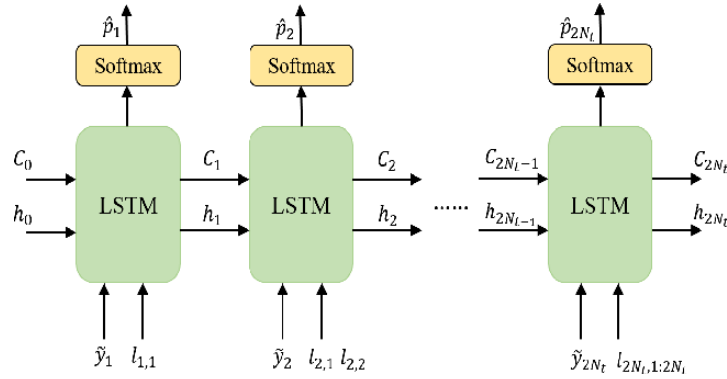 p̂₁ p̂₂ p̂₂Nₜ
Softmax Softmax Softmax
C₀ C₁ C₂ C₂Nₜ₋₁ C₂Nₜ
LSTM LSTM LSTM
h₀ h₁ h₂ ...... h₂Nₜ₋₁ h₂Nₜ
ỹ₁ l₁,₁ ỹ₂ l₂,₁ l₂,₂ ỹ₂Nₜ l₂Nₜ,₁:₂Nₜ